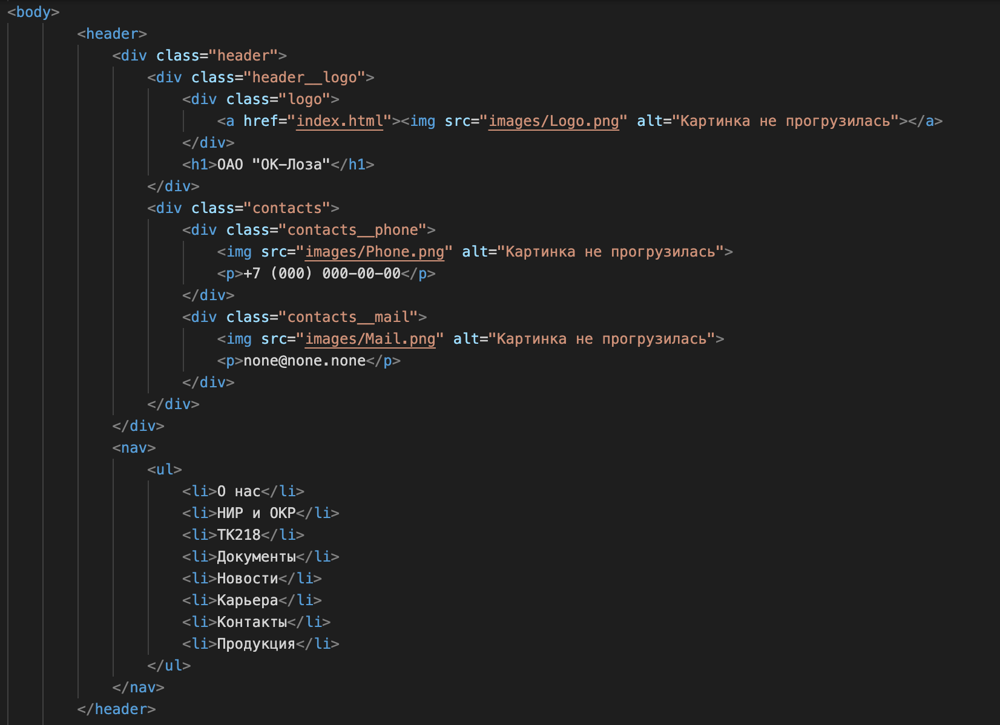 <body>
<header>
<div class="header">
<div class="header__logo">
<div class="logo">
<a href="index.html"><img src="images/Logo.png" alt="Картинка не прогрузилась"></a>
</div>
<h1>ОАО "ОК-Лоза"</h1>
</div>
<div class="contacts">
<div class="contacts__phone">
<img src="images/Phone.png" alt="Картинка не прогрузилась">
<p>+7 (000) 000-00-00</p>
</div>
<div class="contacts__mail">
<img src="images/Mail.png" alt="Картинка не прогрузилась">
<p>none@none.none</p>
</div>
</div>
</div>
<nav>
<ul>
<li>О нас</li>
<li>НИР и ОКР</li>
<li>ТК218</li>
<li>Документы</li>
<li>Новости</li>
<li>Карьера</li>
<li>Контакты</li>
<li>Продукция</li>
</ul>
</nav>
</header>